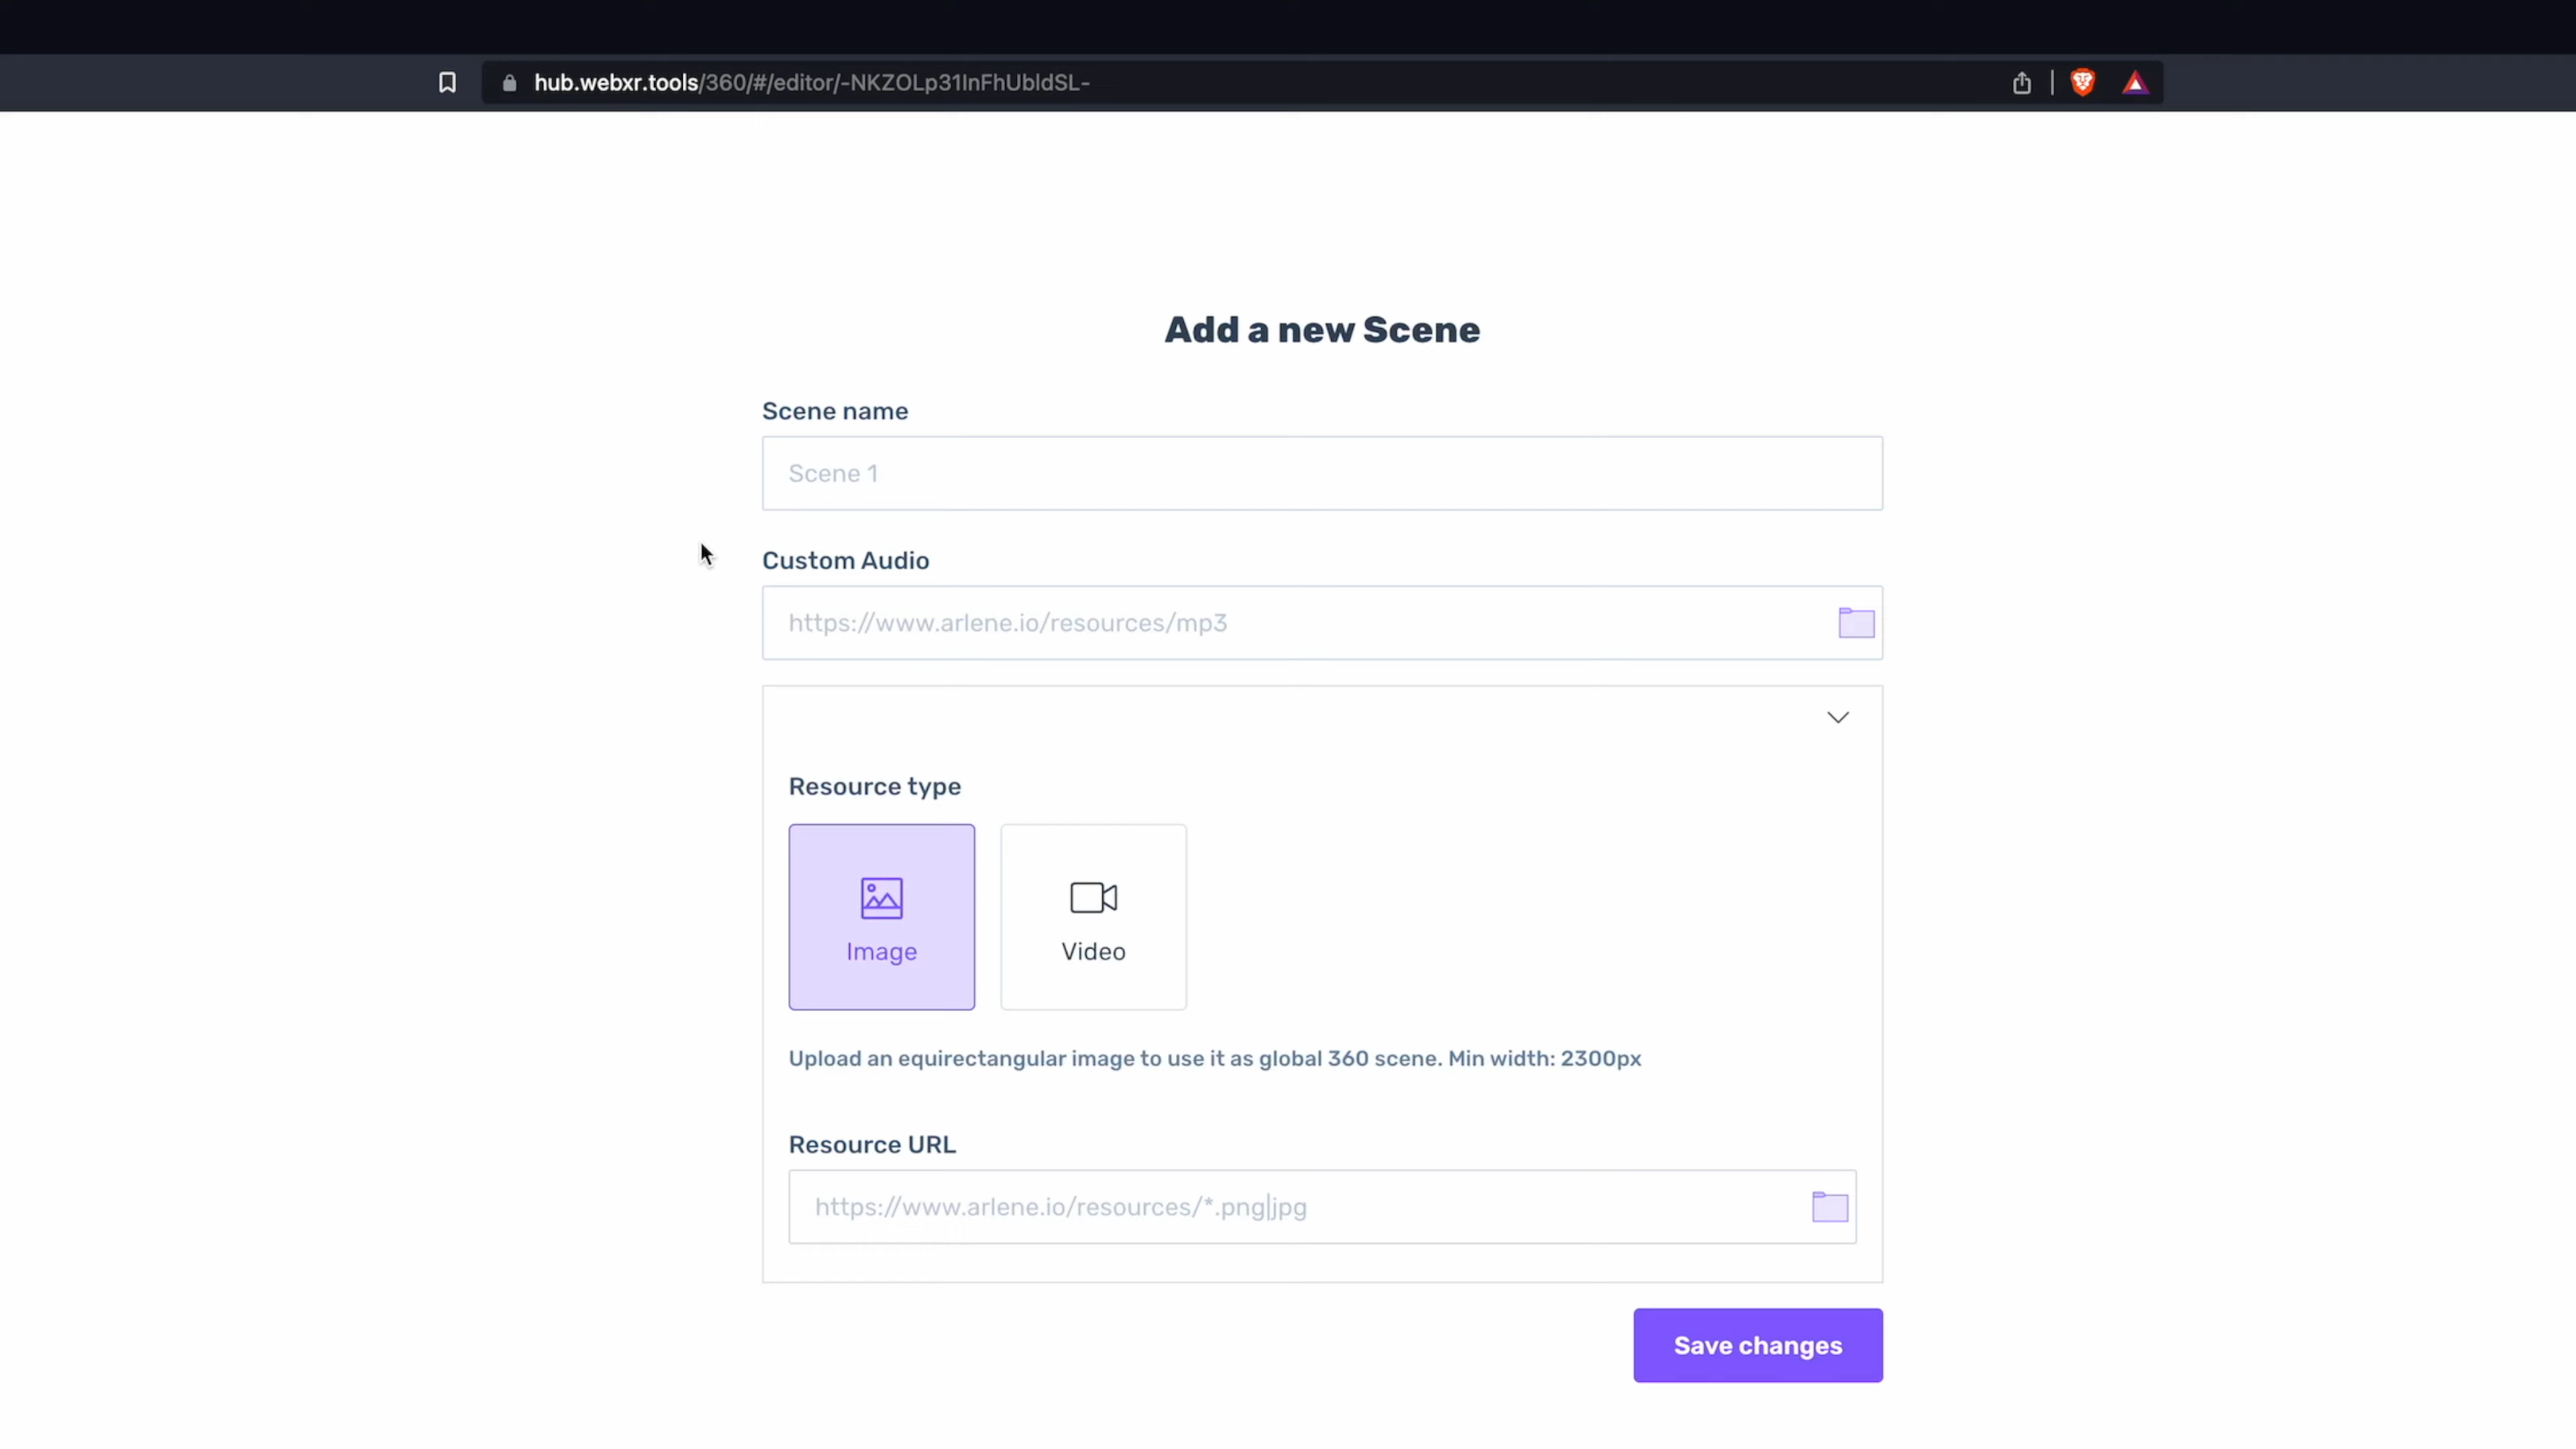 hub.webxr.tools/360/#/editor/-NKZOLp31lnFhUbldSL-
Add a new Scene
Scene name
Scene 1
Custom Audio
https://www.arlene.io/resources/mp3
Resource type
Image
Video
Upload an equirectangular image to use it as global 360 scene. Min width: 2300px
Resource URL
https://www.arlene.io/resources/*.png|jpg
Save changes